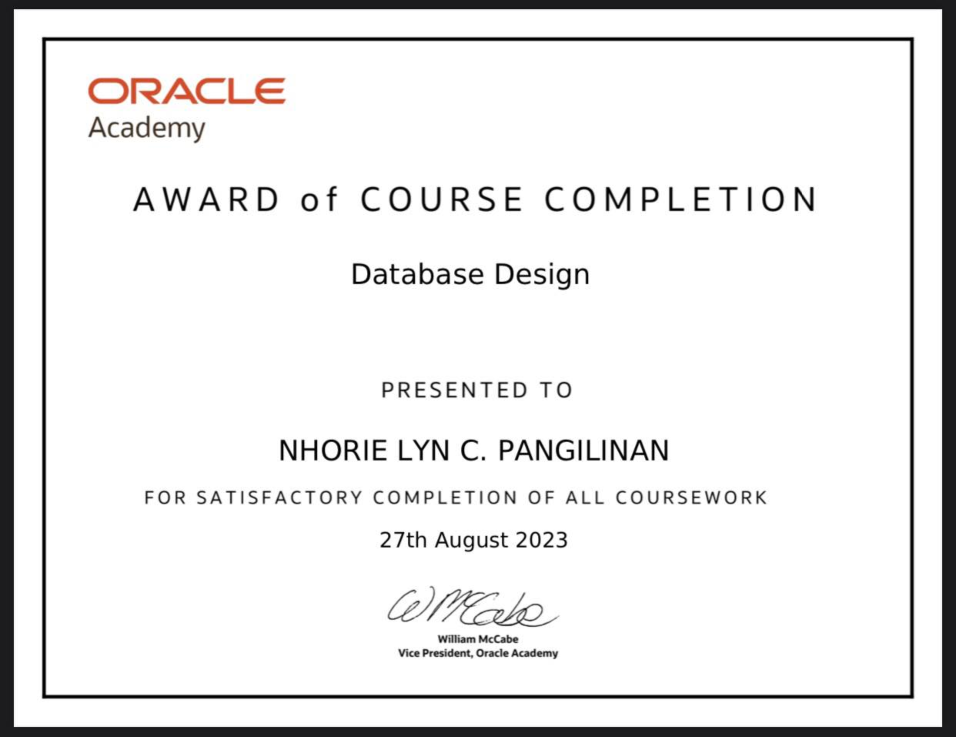 ORACLE
Academy
AWARD of COURSE COMPLETION
Database Design
PRESENTED TO
NHORIE LYN C. PANGILINAN
FOR SATISFACTORY COMPLETION OF ALL COURSEWORK
27th August 2023
W McCabe
William McCabe
Vice President, Oracle Academy